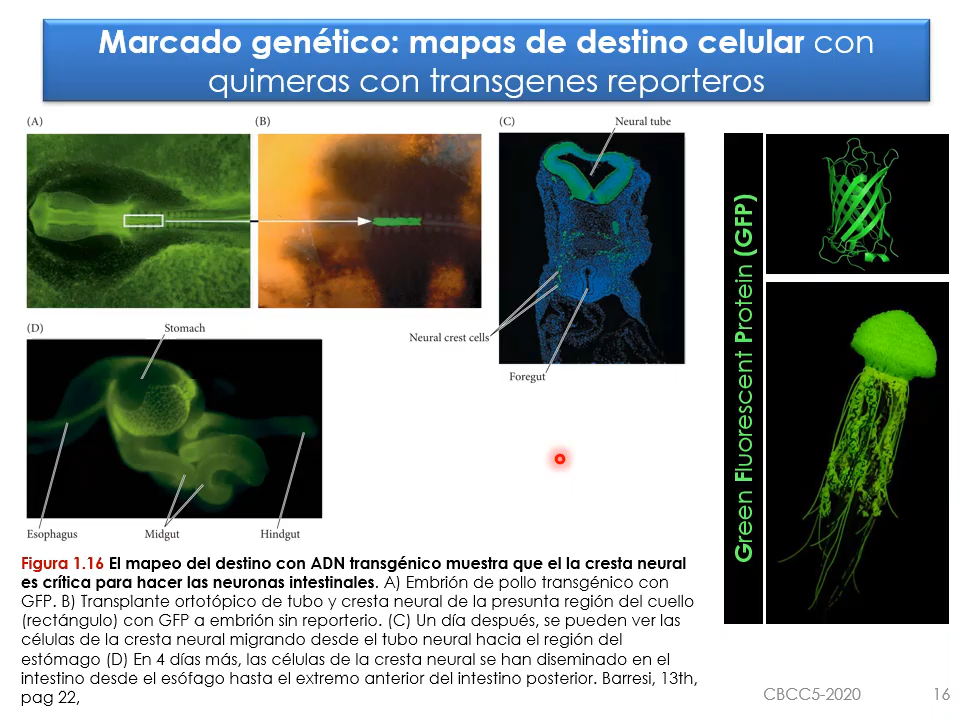 Marcado genético: mapas de destino celular con
quimeras con transgenes reporteros
(A)
(B)
(C)
Neural tube
Neural crest cells
Foregut
(D)
Stomach
Esophagus
Midgut
Hindgut
Green Fluorescent Protein (GFP)
Figura 1.16 El mapeo del destino con ADN transgénico muestra que el la cresta neural
es crítica para hacer las neuronas intestinales. A) Embrión de pollo transgénico con
GFP. B) Transplante ortotópico de tubo y cresta neural de la presunta región del cuello
(rectángulo) con GFP a embrión sin reporterio. (C) Un día después, se pueden ver las
células de la cresta neural migrando desde el tubo neural hacia el región del
estómago (D) En 4 días más, las células de la cresta neural se han diseminado en el
intestino desde el esófago hasta el extremo anterior del intestino posterior. Barresi, 13th,
pag 22,
CBCC5-2020
16